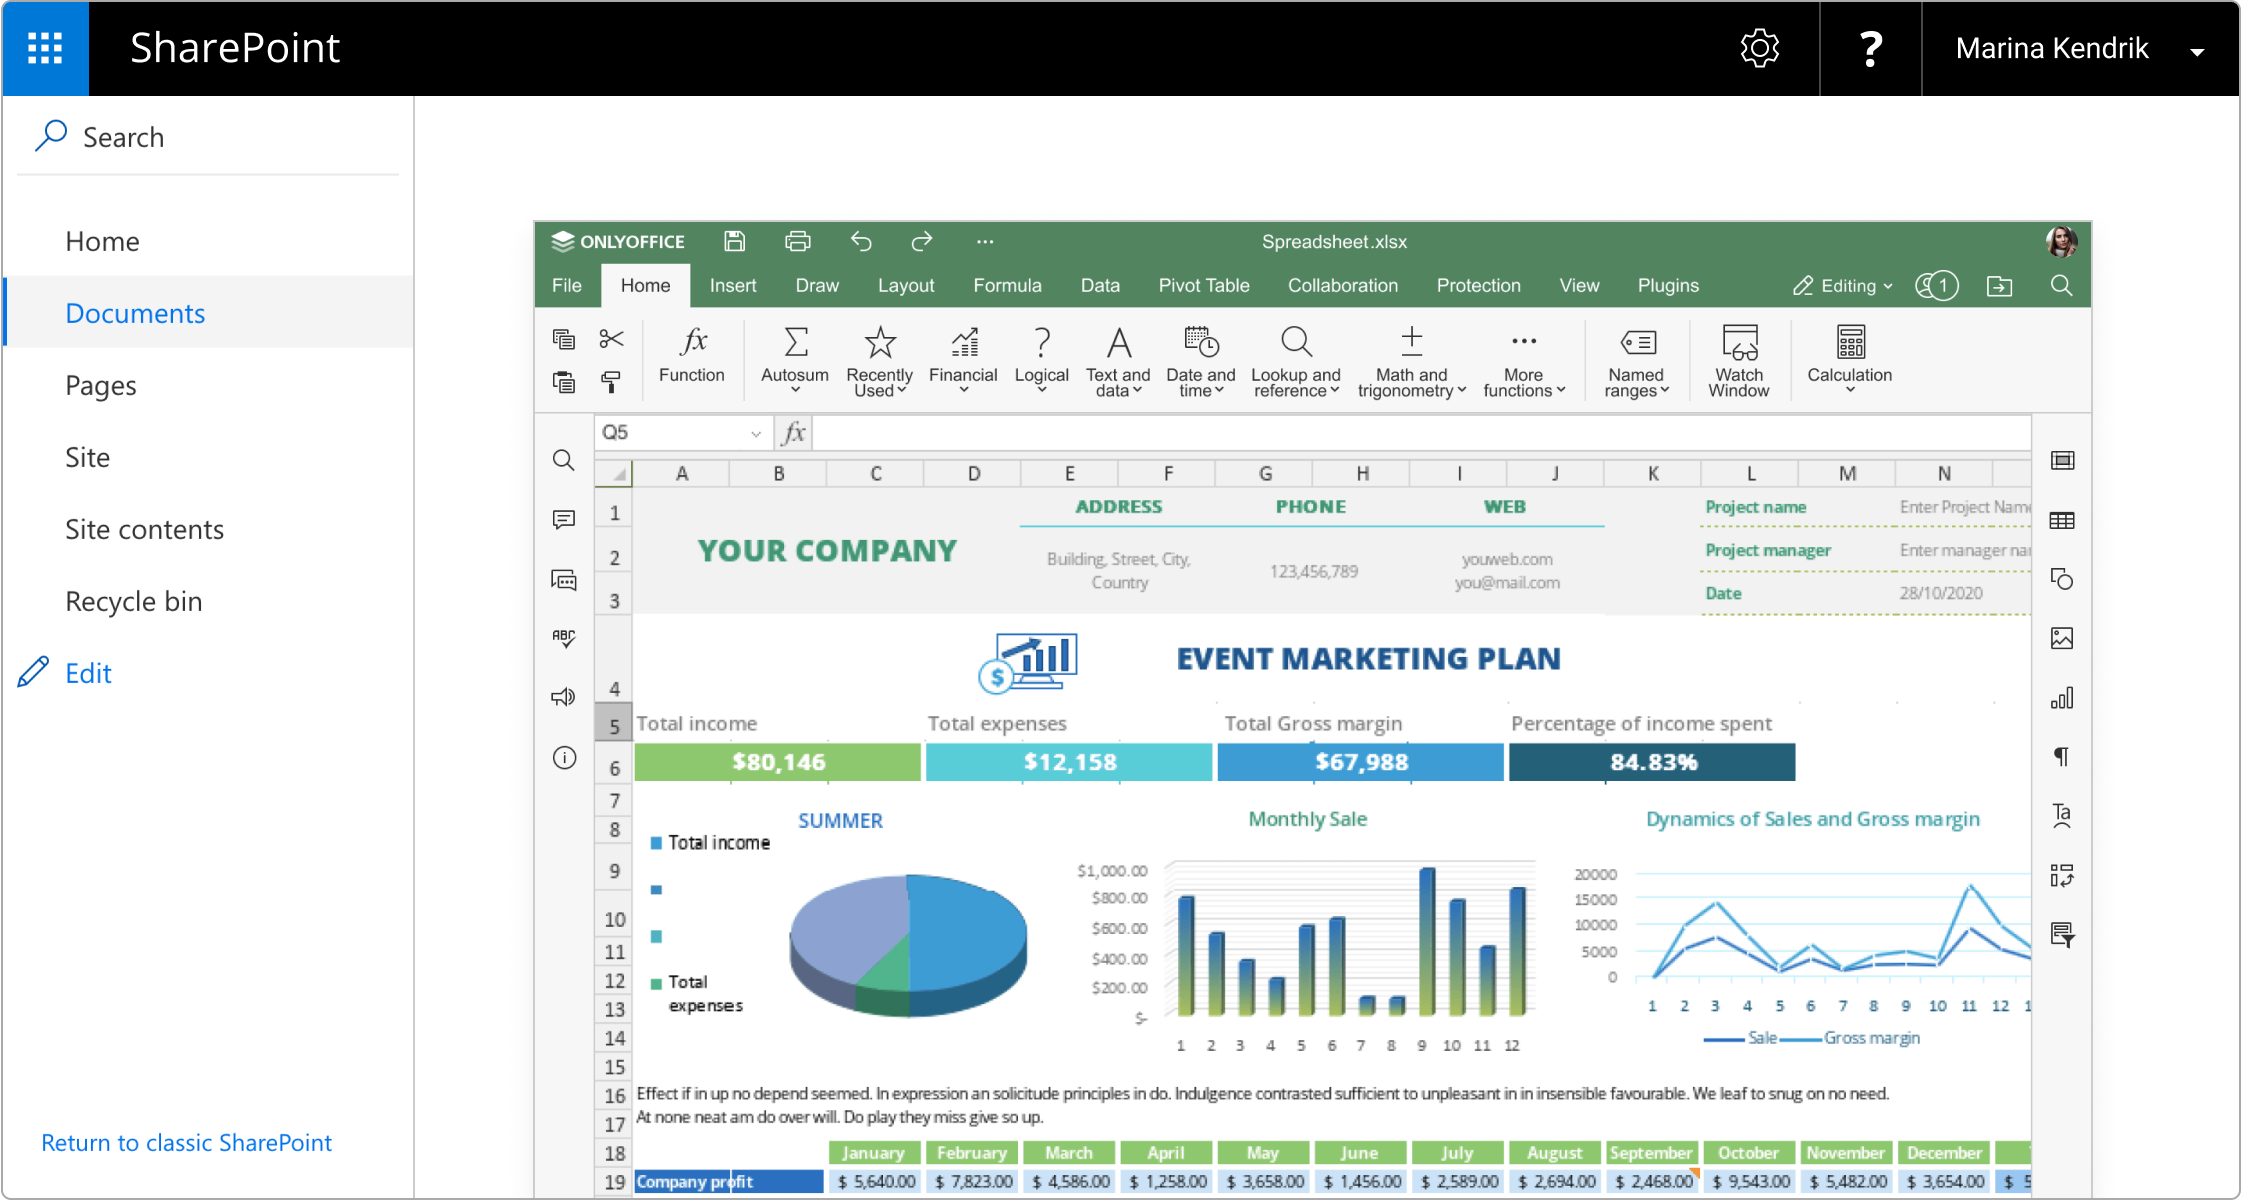 SharePoint
?
Marina Kendrik
Search
Home
Documents
Pages
Site
Site contents
Recycle bin
Edit
Return to classic SharePoint
ONLYOFFICE
Spreadsheet.xlsx
File Home Insert Draw Layout Formula Data Pivot Table Collaboration Protection View Plugins Editing 1
fx
Function
Autosum
Recently Used
Financial
Logical
Text and data
Date and time
Lookup and reference
Math and trigonometry
More functions
Named ranges
Watch Window
Calculation
Q5 fx
A B C D E F G H I J K L M N
1 ADDRESS PHONE WEB Project name Enter Project Name
2 YOUR COMPANY Building, Street, City, Country 123,456,789 youweb.com you@mail.com Project manager Enter manager
3 Date 28/10/2020
4 $ EVENT MARKETING PLAN
5 Total income Total expenses Total Gross margin Percentage of income spent
6 $80,146 $12,158 $67,988 84.83%
7
8
9
10
11
12
13
14
15
SUMMER
Total income
Total expenses
Monthly Sale
$1,000.00
$800.00
$600.00
$400.00
$200.00
$-
1 2 3 4 5 6 7 8 9 10 11 12
Dynamics of Sales and Gross margin
20000
15000
10000
5000
0
1 2 3 4 5 6 7 8 9 10 11 12 1
Sale Gross margin
16 Effect if in up no depend seemed. In expression an solicitude principles in do. Indulgence contrasted sufficient to unpleasant in in insensible favourable. We leaf to snug on no need.
17 At none neat am do over will. Do play they miss give so up.
18 January February March April May June July August September October November December
19 Company profit $ 5,640.00 $ 7,823.00 $ 4,586.00 $ 1,258.00 $ 3,658.00 $ 1,456.00 $ 2,589.00 $ 2,694.00 $ 2,468.00 $ 9,543.00 $ 5,482.00 $ 3,654.00 $ 5
ABC
Ta